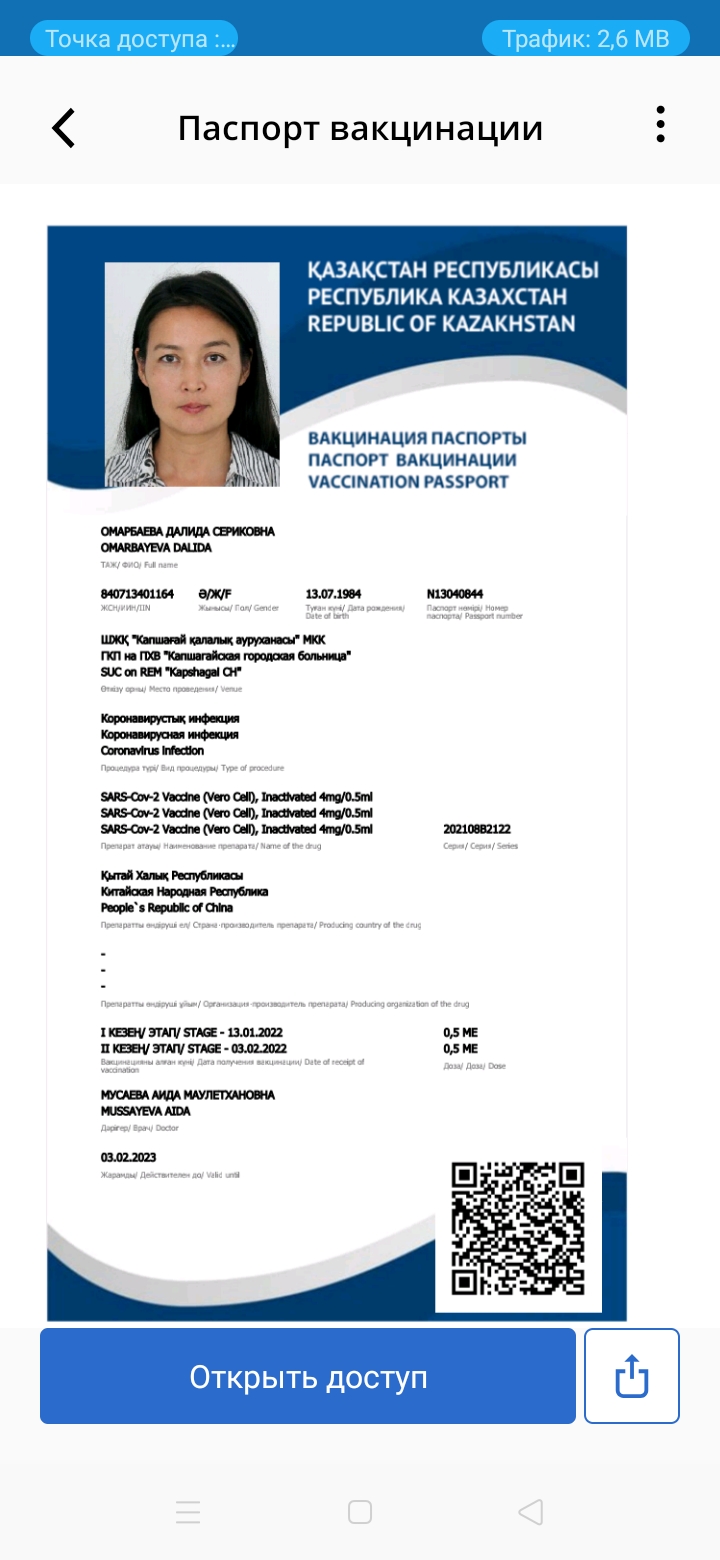 Точка доступа :...
Трафик: 2,6 MB
Паспорт вакцинации
ҚАЗАҚСТАН РЕСПУБЛИКАСЫ
РЕСПУБЛИКА КАЗАХСТАН
REPUBLIC OF KAZAKHSTAN
ВАКЦИНАЦИЯ ПАСПОРТЫ
ПАСПОРТ ВАКЦИНАЦИИ
VACCINATION PASSPORT
ОМАРБАЕВА ДАЛИДА СЕРИКОВНА
OMARBAYEVA DALIDA
ТАЖ/ ФИО/ Full name
840713401164 Ә/Ж/F 13.07.1984 N13040844
ЖСН/ИИН/IIN Жынысы/ Пол/ Gender Туған күні/ Дата рождения/ Паспорт нөмірі/ Номер
Date of birth паспорта/ Passport number
ШЖҚ "Капшағай қалалық ауруханасы" МКК
ГКП на ПХВ "Капшагайская городская больница"
SUC on REM "Kapshagai CH"
Өткізу орны/ Место проведения/ Venue
Коронавирустық инфекция
Коронавирусная инфекция
Coronavirus infection
Процедура түрі/ Вид процедуры/ Type of procedure
SARS-Cov-2 Vaccine (Vero Cell), Inactivated 4mg/0.5ml
SARS-Cov-2 Vaccine (Vero Cell), Inactivated 4mg/0.5ml
SARS-Cov-2 Vaccine (Vero Cell), Inactivated 4mg/0.5ml 202108B2122
Препарат атауы/ Наименование препарата/ Name of the drug Серия/ Серия/ Series
Қытай Халық Республикасы
Китайская Народная Республика
People`s Republic of China
Препаратты өндіруші ел/ Страна-производитель препарата/ Producing country of the drug
-
-
-
Препаратты өндіруші ұйым/ Организация-производитель препарата/ Producing organization of the drug
I КЕЗЕҢ/ ЭТАП/ STAGE - 13.01.2022 0,5 МЕ
II КЕЗЕҢ/ ЭТАП/ STAGE - 03.02.2022 0,5 МЕ
Вакцинацияны алған күні/ Дата получения вакцинации/ Date of receipt of Доза/ Доза/ Dose
vaccination
МУСАЕВА АИДА МАУЛЕТХАНОВНА
MUSSAYEVA AIDA
Дәрігер/ Врач/ Doctor
03.02.2023
Жарамды/ Действителен до/ Valid until
Открыть доступ